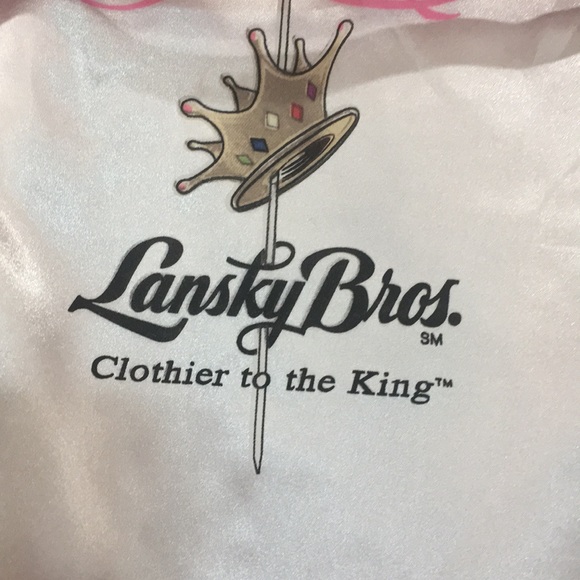 Lansky Bros.
SM
Clothier to the King™